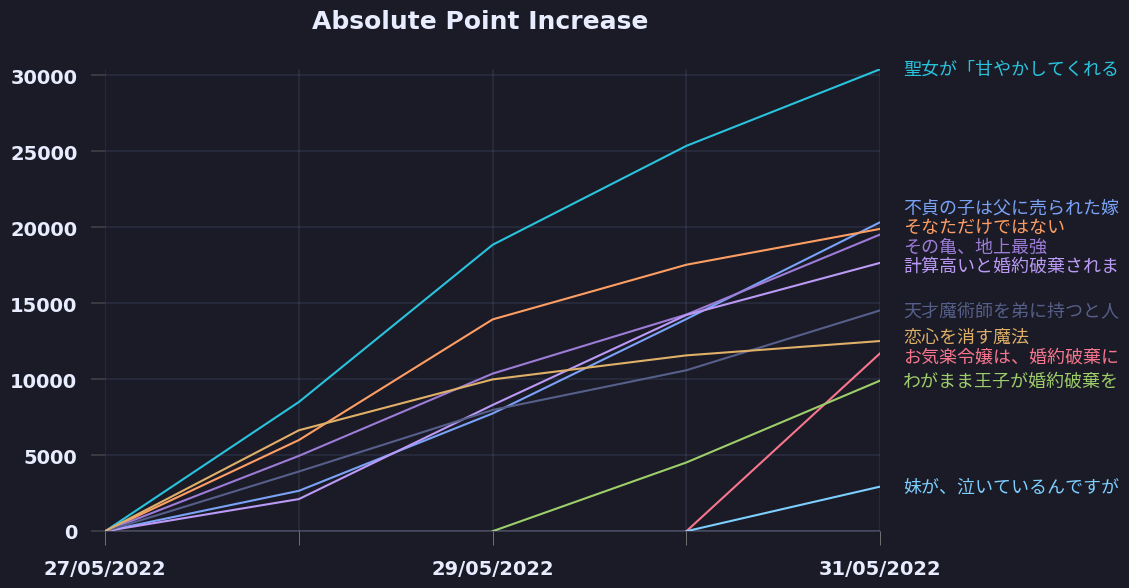 Absolute Point Increase
30000
25000
20000
15000
10000
5000
0
27/05/2022
29/05/2022
31/05/2022
聖女が「甘やかしてくれる
不貞の子は父に売られた嫁
そなただけではない
その亀、地上最強
計算高いと婚約破棄されま
天才魔術師を弟に持つと人
恋心を消す魔法
お気楽令嬢は、婚約破棄に
わがまま王子が婚約破棄を
妹が、泣いているんですが